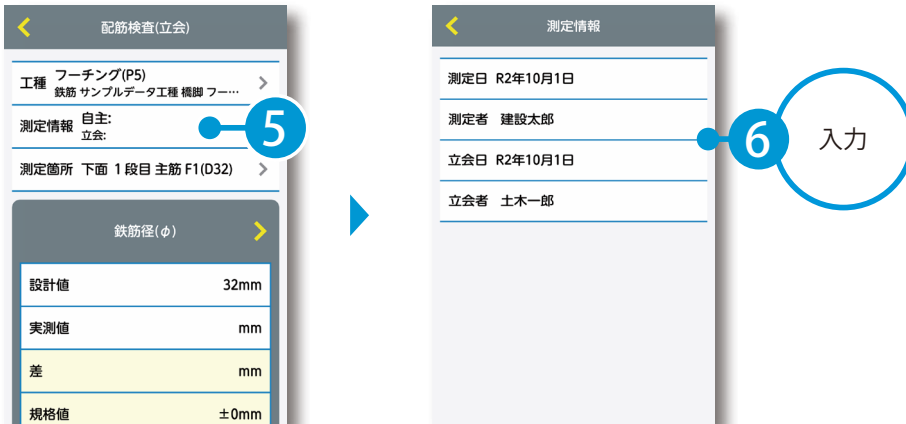 配筋検査(立会)
工種 フーチング(P5)
鉄筋 サンプルデータ工種 橋脚 フー…
測定情報 自主:
立会:
5
測定箇所 下面 1段目 主筋 F1(D32)
鉄筋径(φ)
設計値 32mm
実測値 mm
差 mm
規格値 ±0mm
測定情報
測定日 R2年10月1日
測定者 建設太郎
立会日 R2年10月1日
立会者 土木一郎
6 入力